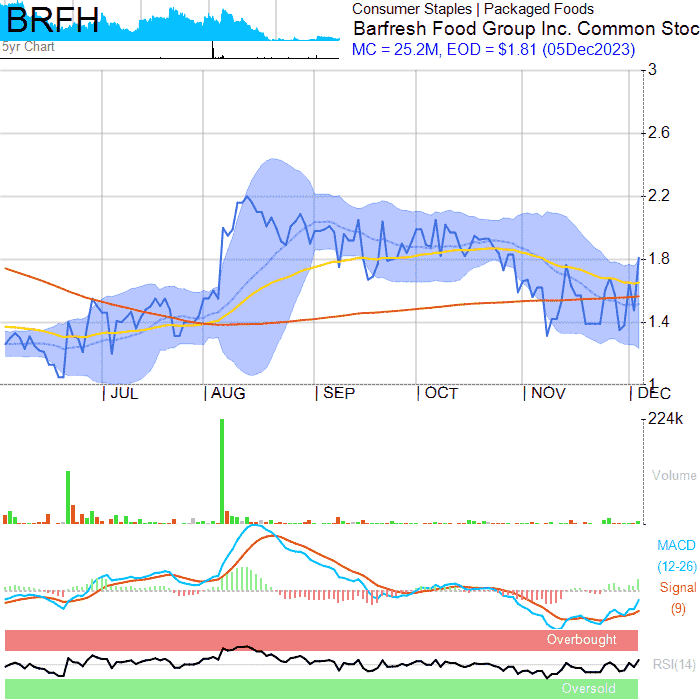 BRFH
5yr Chart
Consumer Staples | Packaged Foods
Barfresh Food Group Inc. Common Stoc
MC = 25.2M, EOD = $1.81 (05Dec2023)
3
2.6
2.2
1.8
1.4
1
JUL
AUG
SEP
OCT
NOV
DEC
224k
Volume
MACD
(12-26)
Signal
(9)
Overbought
RSI(14)
Oversold